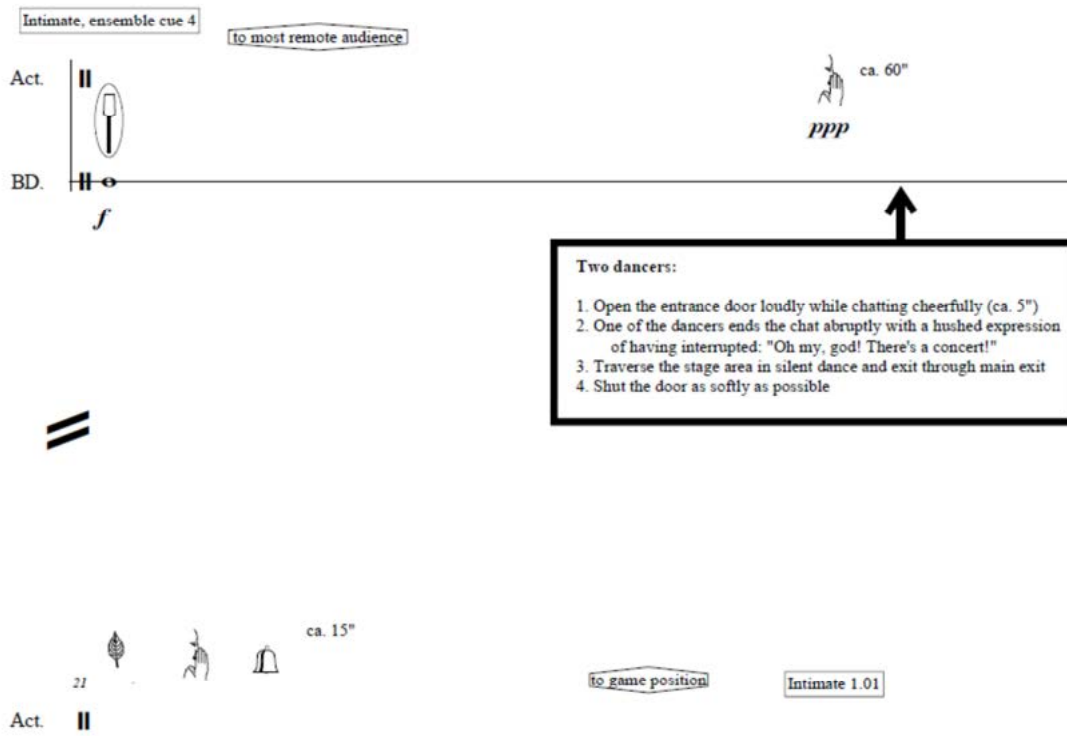 Intimate, ensemble cue 4
to most remote audience
Act.
ca. 60"
ppp
BD.
f
Two dancers:
1. Open the entrance door loudly while chatting cheerfully (ca. 5")
2. One of the dancers ends the chat abruptly with a hushed expression
of having interrupted: "Oh my, god! There's a concert!"
3. Traverse the stage area in silent dance and exit through main exit
4. Shut the door as softly as possible
ca. 15"
21
to game position
Intimate 1.01
Act.